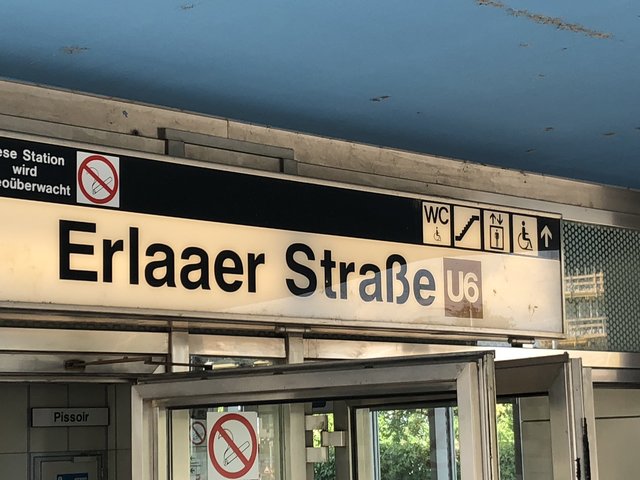 ese Station
wird
eoüberwacht
WC
Erlaaer Straße U6
Pissoir